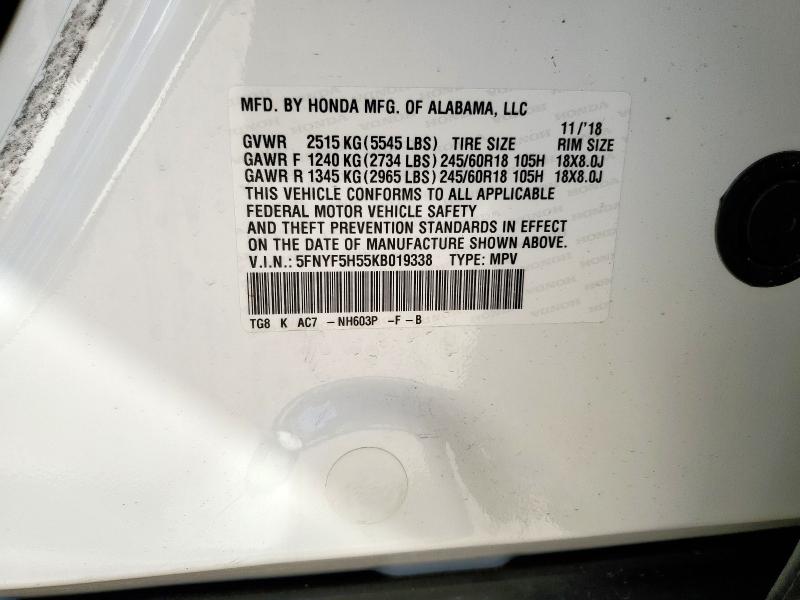 MFD. BY HONDA MFG. OF ALABAMA, LLC
11/'18
GVWR 2515 KG (5545 LBS) TIRE SIZE RIM SIZE
GAWR F 1240 KG (2734 LBS) 245/60R18 105H 18X8.0J
GAWR R 1345 KG (2965 LBS) 245/60R18 105H 18X8.0J
THIS VEHICLE CONFORMS TO ALL APPLICABLE
FEDERAL MOTOR VEHICLE SAFETY
AND THEFT PREVENTION STANDARDS IN EFFECT
ON THE DATE OF MANUFACTURE SHOWN ABOVE.
V.I.N.: 5FNYF5H55KB019338 TYPE: MPV
TG8 K AC7 -NH603P -F-B